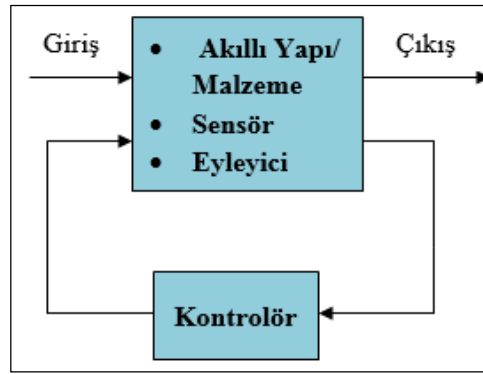 Giriş
Çıkış
• Akıllı Yapı/
Malzeme
• Sensör
• Eyleyici
Kontrolör